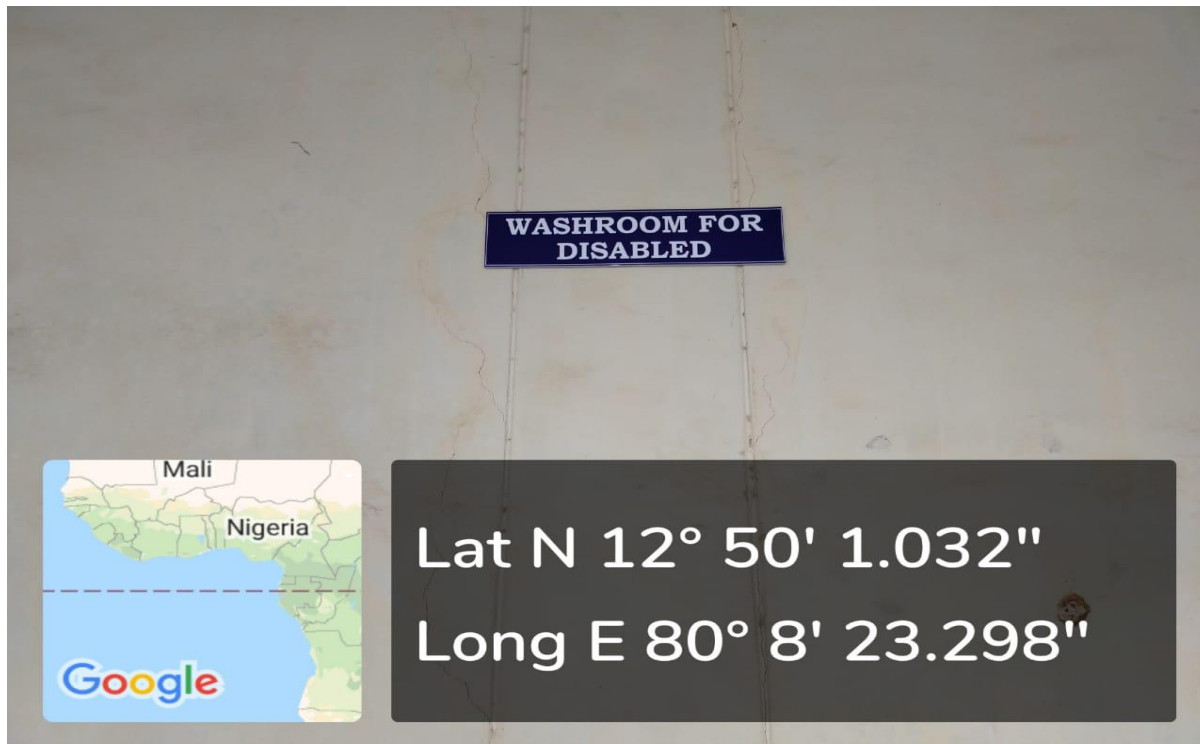 WASHROOM FOR
DISABLED
Mali
Nigeria
Google
Lat N 12° 50' 1.032"
Long E 80° 8' 23.298"